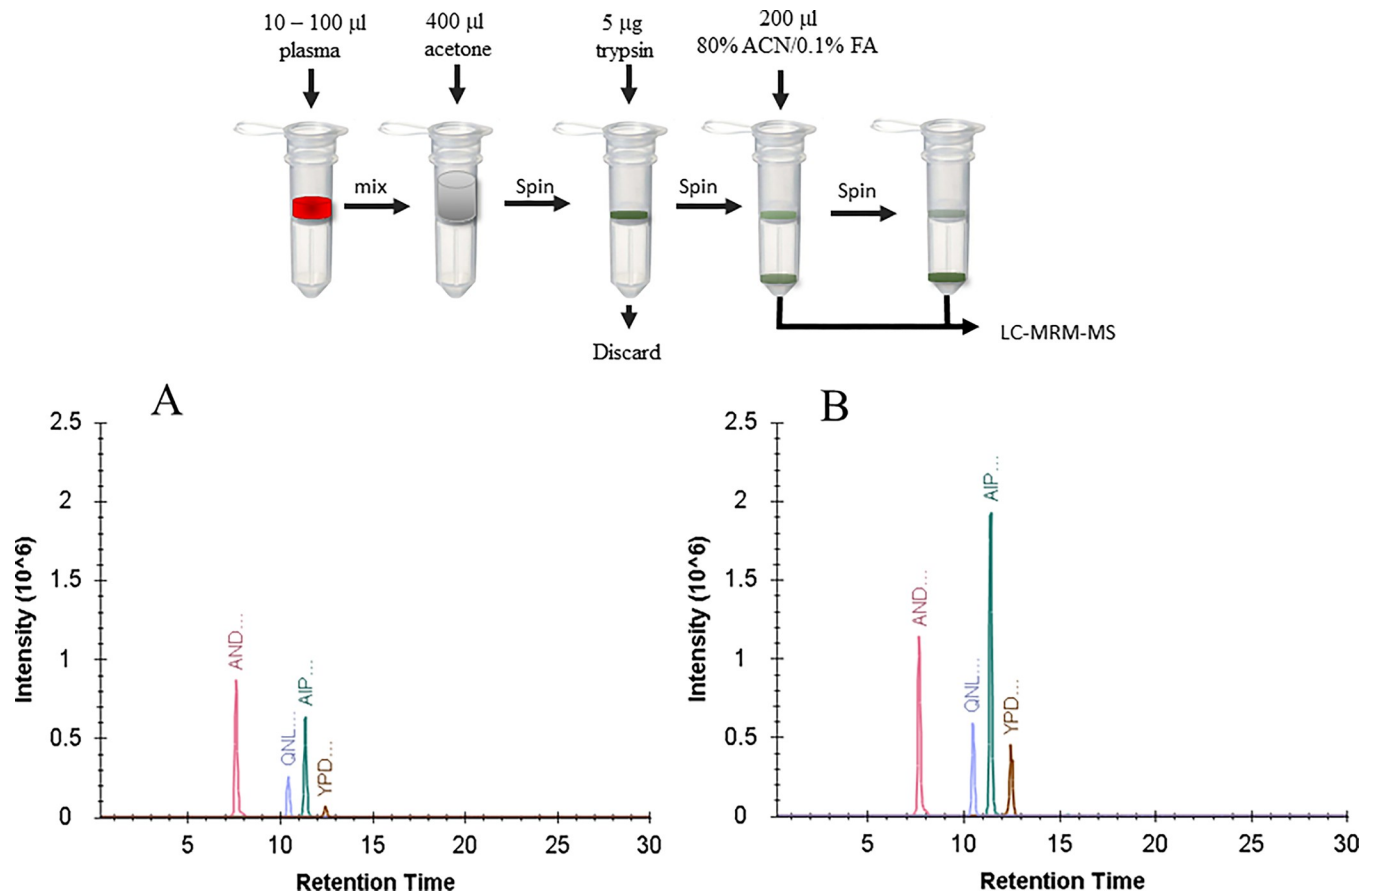 10 – 100 µl
plasma
400 µl
acetone
5 µg
trypsin
200 µl
80% ACN/0.1% FA
mix
Spin
Spin
Spin
Discard
LC-MRM-MS
A
2.5
2
1.5
1
0.5
0
Intensity (10^6)
AND...
QNL...
AIP...
YPD...
5
10
15
20
25
30
Retention Time
B
2.5
2
1.5
1
0.5
0
Intensity (10^6)
AND...
QNL...
AIP...
YPD...
5
10
15
20
25
30
Retention Time